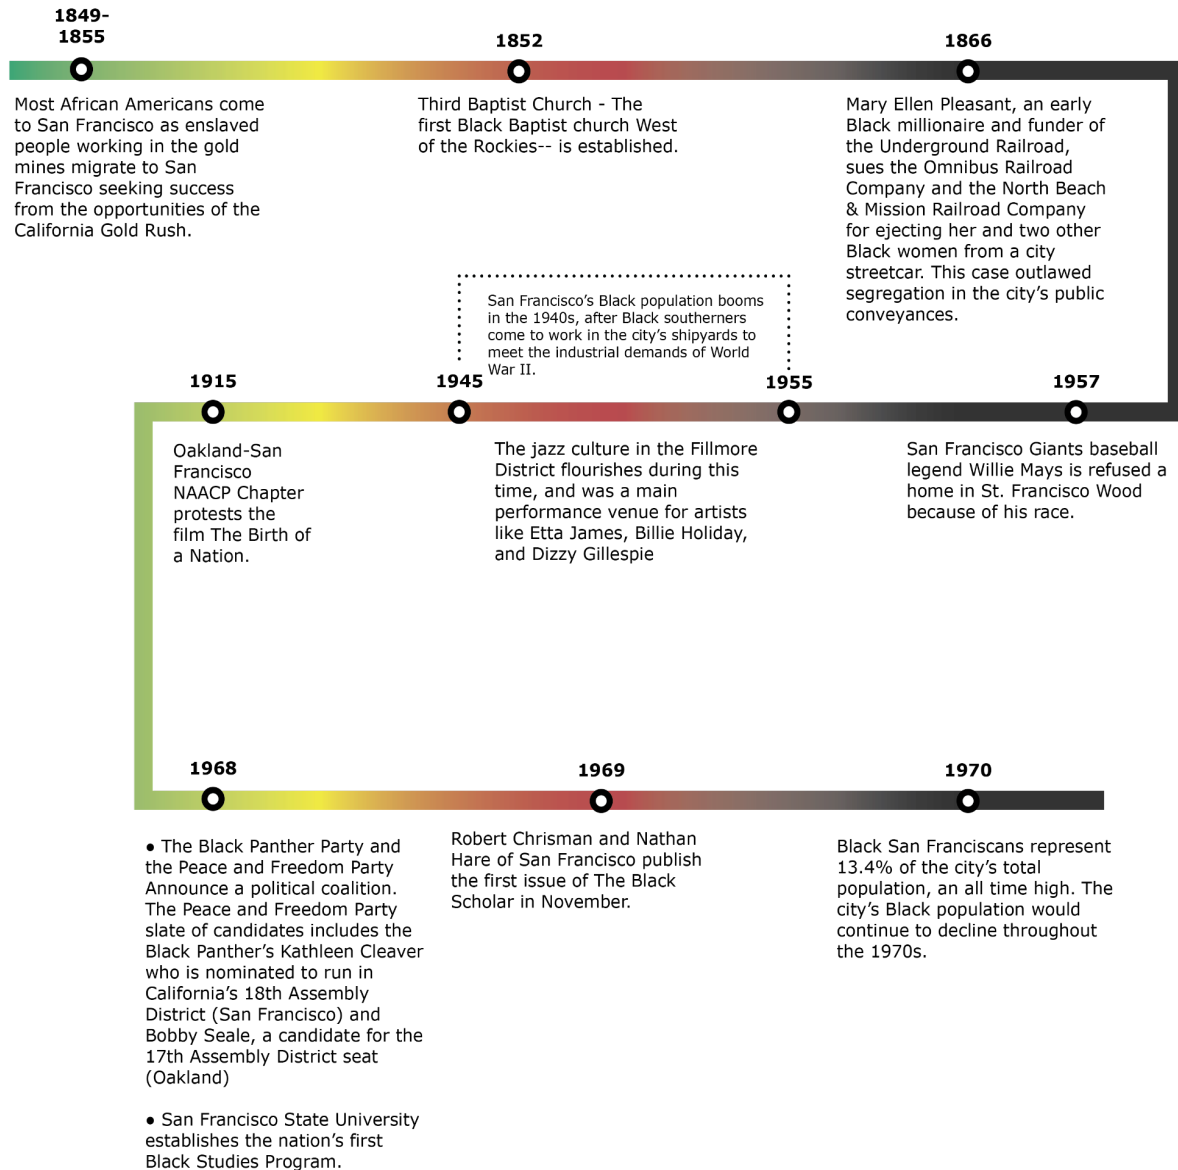 1849-
1855
Most African Americans come
to San Francisco as enslaved
people working in the gold
mines migrate to San
Francisco seeking success
from the opportunities of the
California Gold Rush.
1852
Third Baptist Church - The
first Black Baptist church West
of the Rockies-- is established.
1866
Mary Ellen Pleasant, an early
Black millionaire and funder of
the Underground Railroad,
sues the Omnibus Railroad
Company and the North Beach
& Mission Railroad Company
for ejecting her and two other
Black women from a city
streetcar. This case outlawed
segregation in the city's public
conveyances.
1915
Oakland-San
Francisco
NAACP Chapter
protests the
film The Birth of
a Nation.
San Francisco's Black population booms
in the 1940s, after Black southerners
come to work in the city's shipyards to
meet the industrial demands of World
War II.
1945
1955
The jazz culture in the Fillmore
District flourishes during this
time, and was a main
performance venue for artists
like Etta James, Billie Holiday,
and Dizzy Gillespie
1957
San Francisco Giants baseball
legend Willie Mays is refused a
home in St. Francisco Wood
because of his race.
1968
● The Black Panther Party and
the Peace and Freedom Party
Announce a political coalition.
The Peace and Freedom Party
slate of candidates includes the
Black Panther's Kathleen Cleaver
who is nominated to run in
California's 18th Assembly
District (San Francisco) and
Bobby Seale, a candidate for the
17th Assembly District seat
(Oakland)
● San Francisco State University
establishes the nation's first
Black Studies Program.
1969
Robert Chrisman and Nathan
Hare of San Francisco publish
the first issue of The Black
Scholar in November.
1970
Black San Franciscans represent
13.4% of the city's total
population, an all time high. The
city's Black population would
continue to decline throughout
the 1970s.